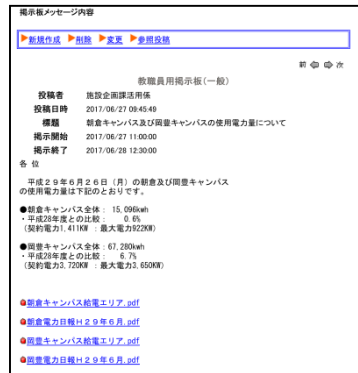 掲示板メッセージ内容
新規作成 削除 変更 参照投稿
前 次
教職員用掲示板(一般)
投稿者 施設企画課活用係
投稿日時 2017/06/27 09:45:49
標題 朝倉キャンパス及び岡豊キャンパスの使用電力量について
掲示開始 2017/06/27 11:00:00
掲示終了 2017/06/28 12:30:00
各 位
平成29年6月26日(月)の朝倉及び岡豊キャンパス
の使用電力量は下記のとおりです。
●朝倉キャンパス全体: 15,096kwh
・平成28年度との比較: 0.6%
(契約電力1,411KW :最大電力922KW)
●岡豊キャンパス全体:67,280kwh
・平成28年度との比較: 6.7%
(契約電力3,720KW :最大電力3,650KW)
朝倉キャンパス給電エリア.pdf
朝倉電力日報H29年6月.pdf
岡豊キャンパス給電エリア.pdf
岡豊電力日報H29年6月.pdf